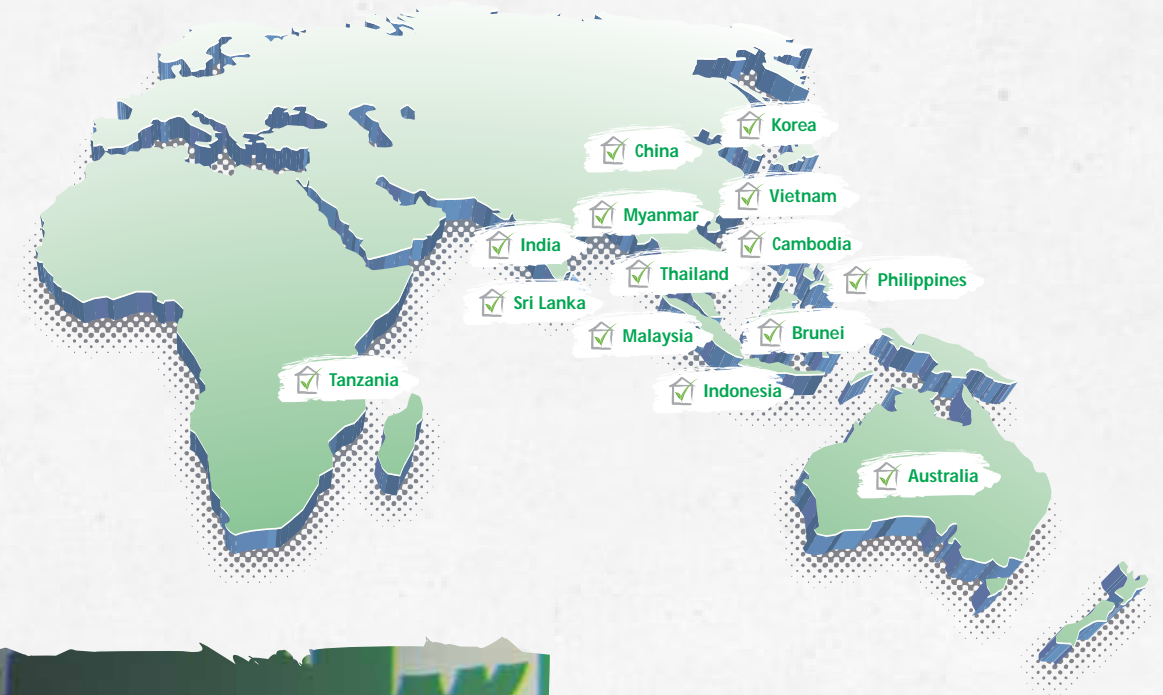 Korea
China
Vietnam
Myanmar
India
Cambodia
Thailand
Philippines
Sri Lanka
Malaysia
Brunei
Tanzania
Indonesia
Australia